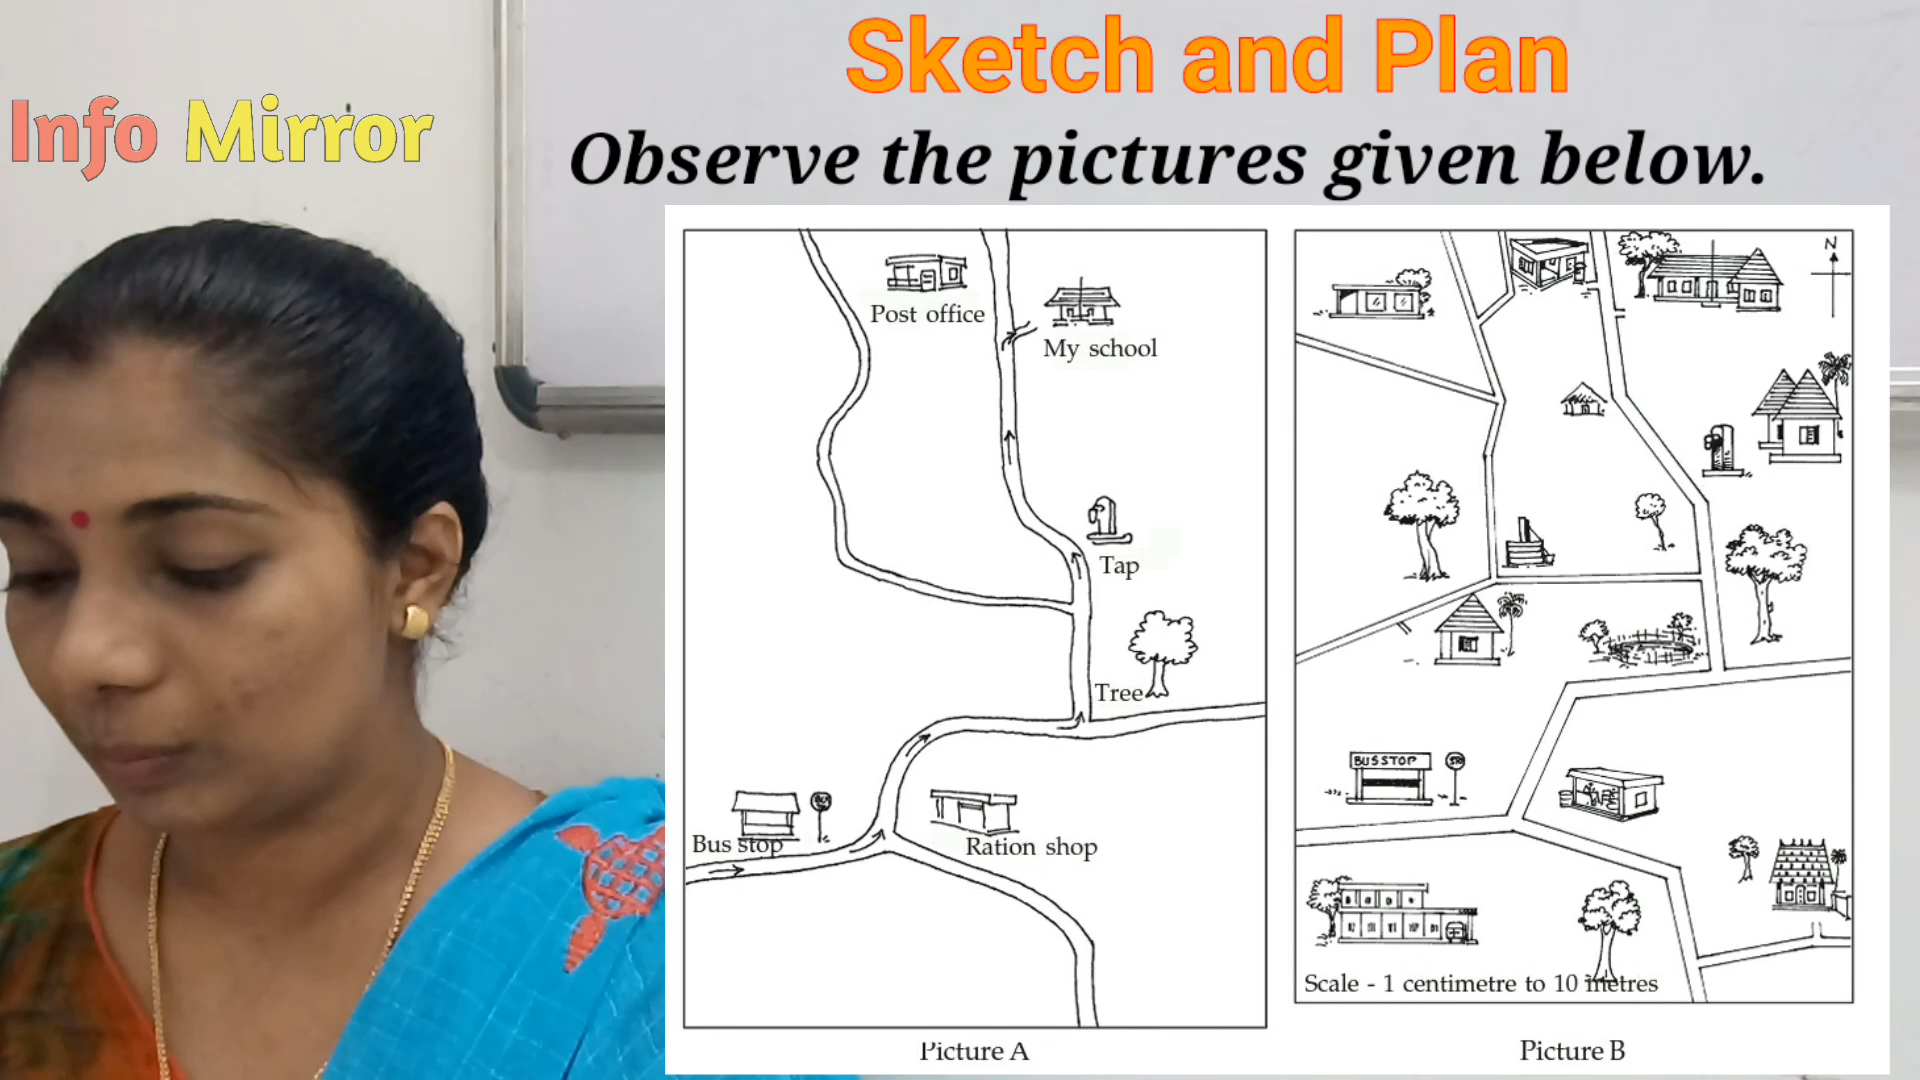 Sketch and Plan
Info Mirror
Observe the pictures given below.
Post office
My school
Tap
Tree
Bus stop
Ration shop
Picture A
N
BUS STOP
Scale - 1 centimetre to 10 metres
Picture B